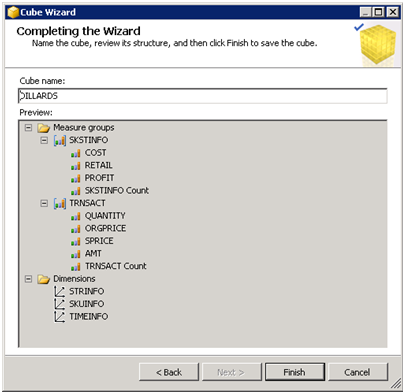 Cube Wizard
Completing the Wizard
Name the cube, review its structure, and then click Finish to save the cube.
Cube name:
DILLARDS
Preview:
Measure groups
SKSTINFO
COST
RETAIL
PROFIT
SKSTINFO Count
TRNSACT
QUANTITY
ORGPRICE
SPRICE
AMT
TRNSACT Count
Dimensions
STRINFO
SKUINFO
TIMEINFO
< Back Next > Finish Cancel